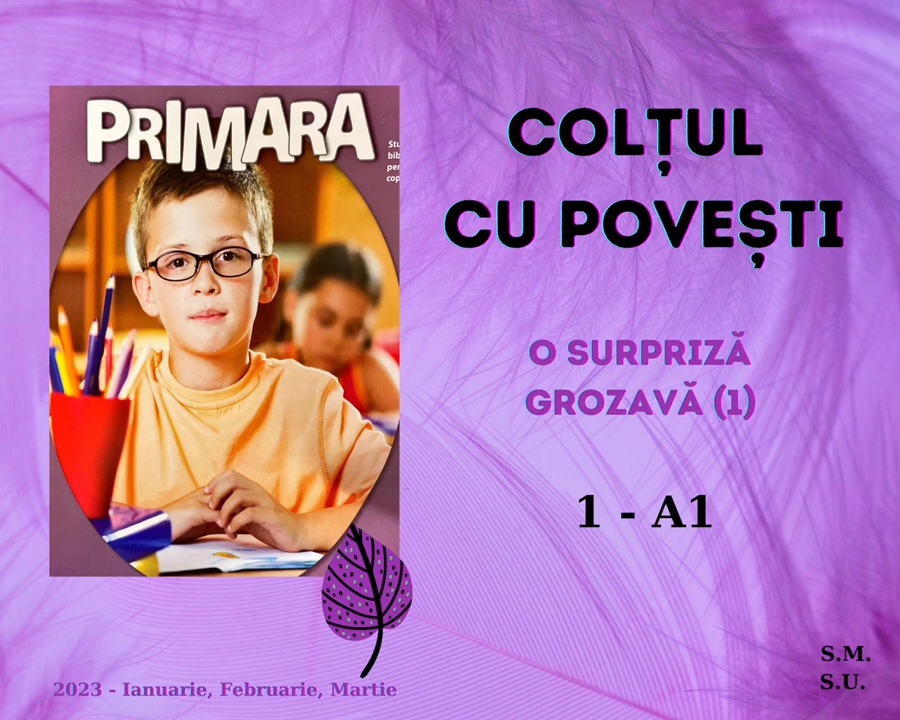 PRIMARA
COLȚUL
CU POVEȘTI
O SURPRIZĂ
GROZAVĂ (1)
1 - A1
2023 - Ianuarie, Februarie, Martie
S.M.
S.U.